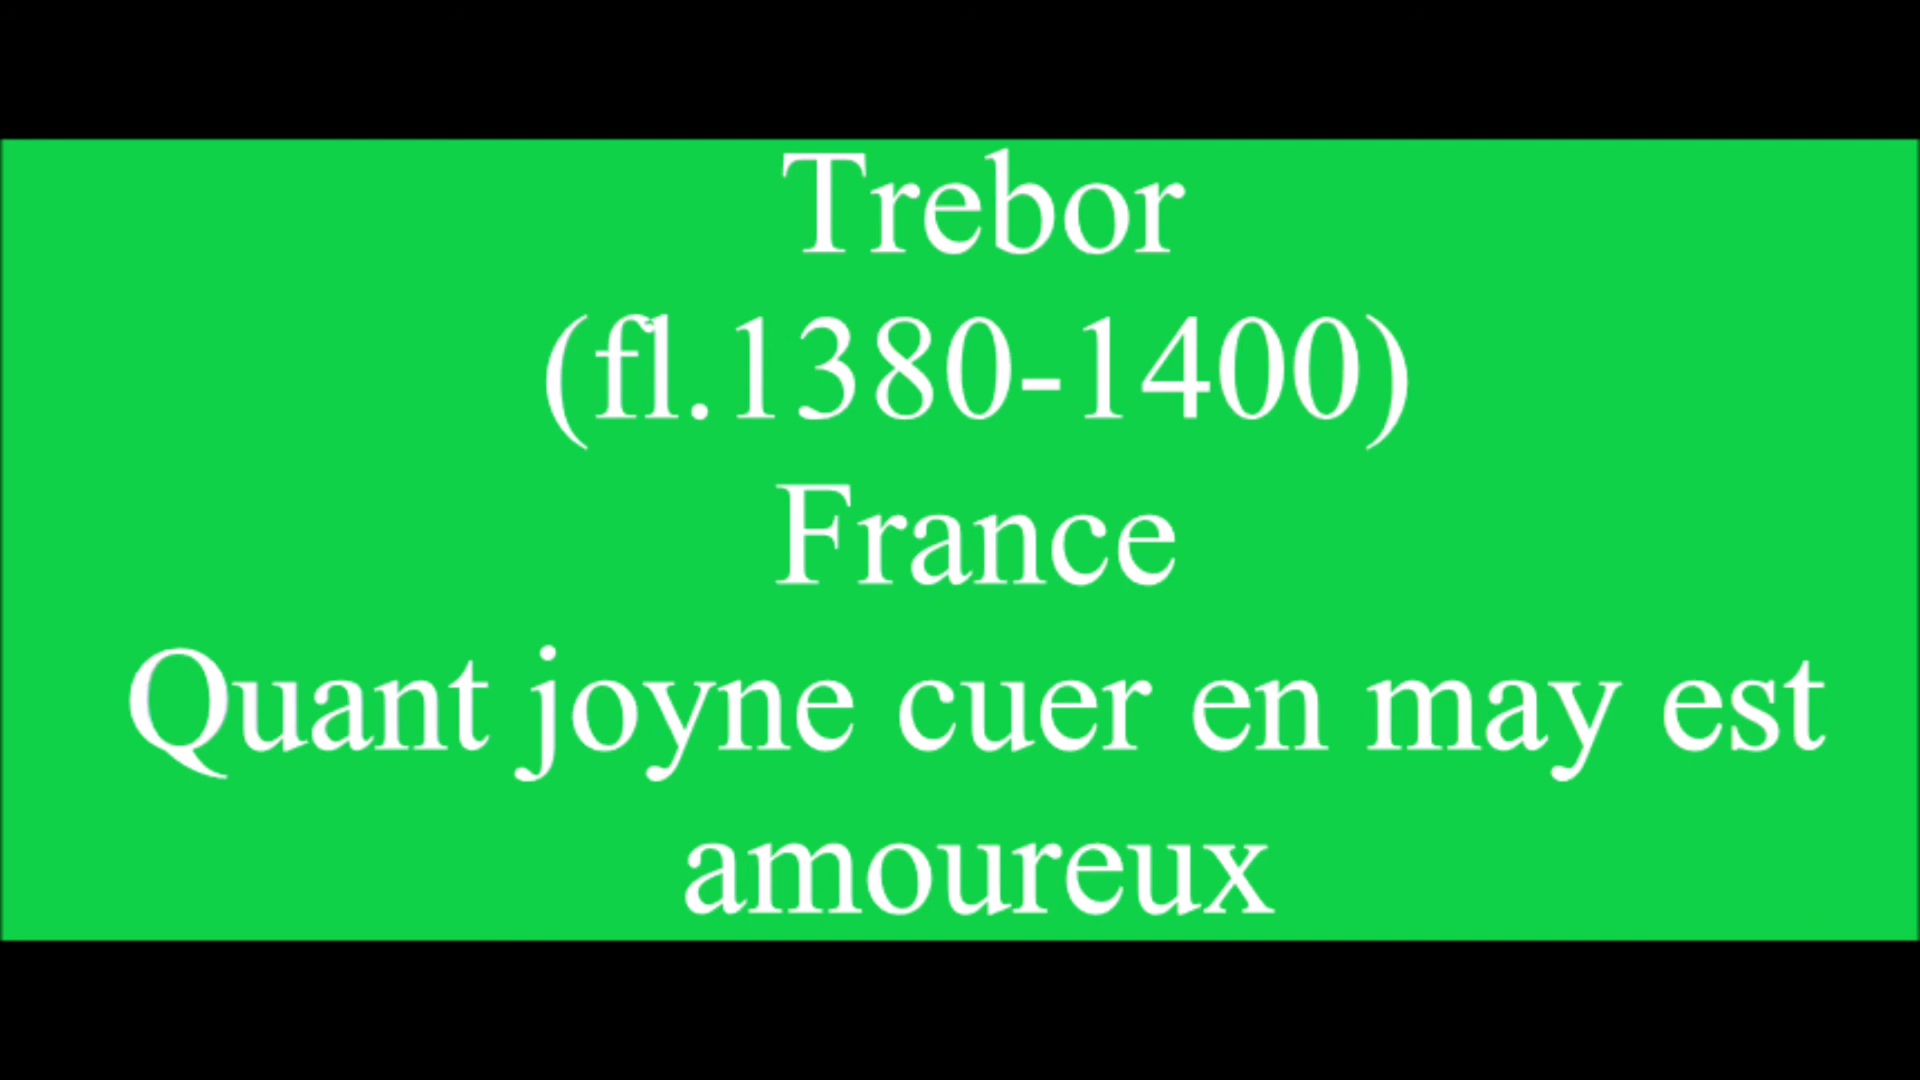 Trebor
(fl.1380-1400)
France
Quant joyne cuer en may est
amoureux